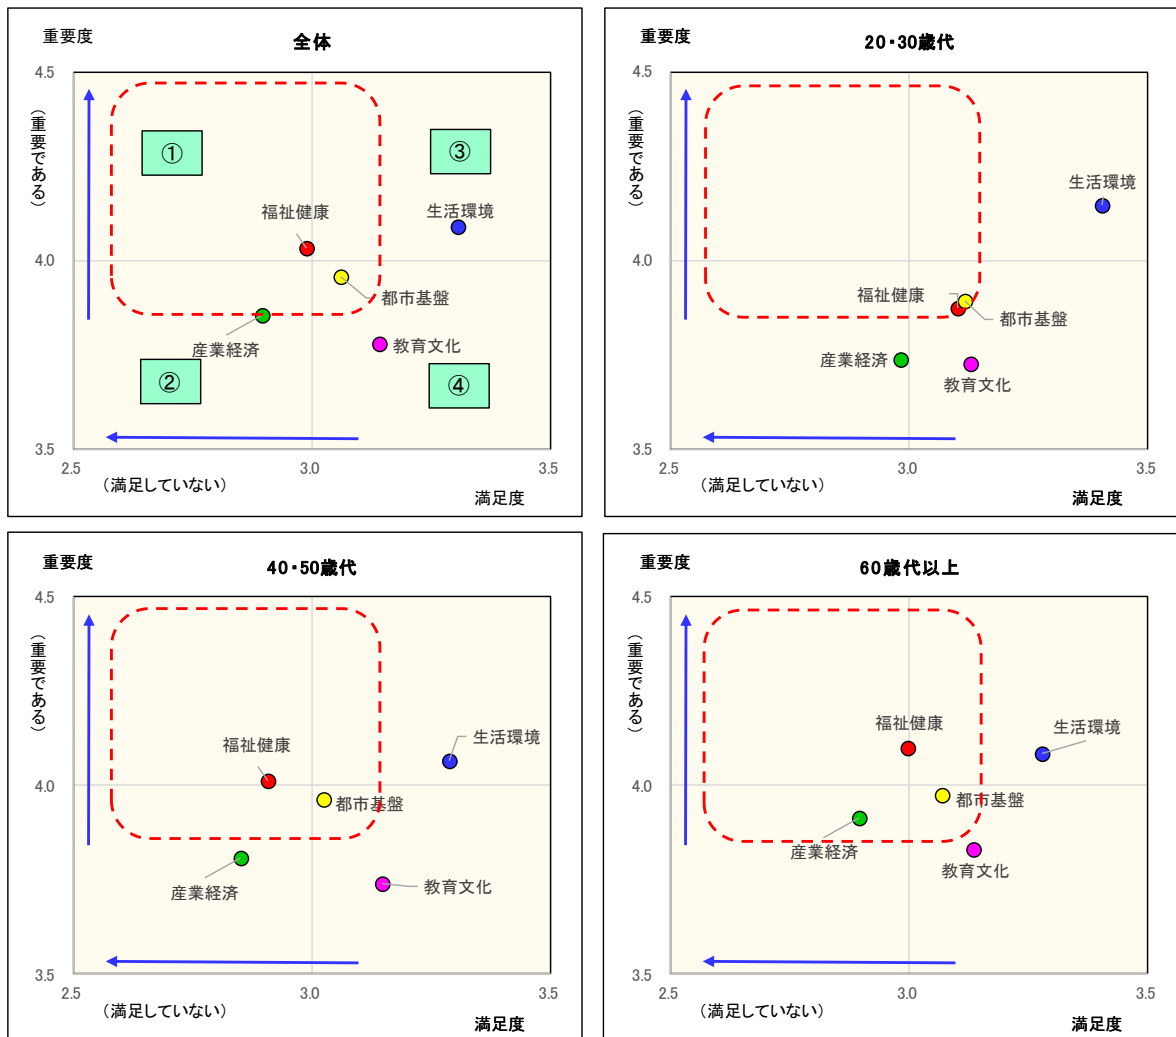 重要度
全体
4.5
(重要である)
①
③
福祉健康
生活環境
4.0
都市基盤
産業経済
教育文化
②
④
3.5
2.5
3.0
3.5
(満足していない)
満足度
20・30歳代
4.5
生活環境
4.0
福祉健康
都市基盤
産業経済
教育文化
3.5
2.5
3.0
3.5
(満足していない)
満足度
重要度
40・50歳代
4.5
(重要である)
福祉健康
生活環境
4.0
都市基盤
産業経済
教育文化
3.5
2.5
3.0
3.5
(満足していない)
満足度
重要度
60歳代以上
4.5
(重要である)
福祉健康
生活環境
4.0
都市基盤
産業経済
教育文化
3.5
2.5
3.0
3.5
(満足していない)
満足度
重要度
(重要である)